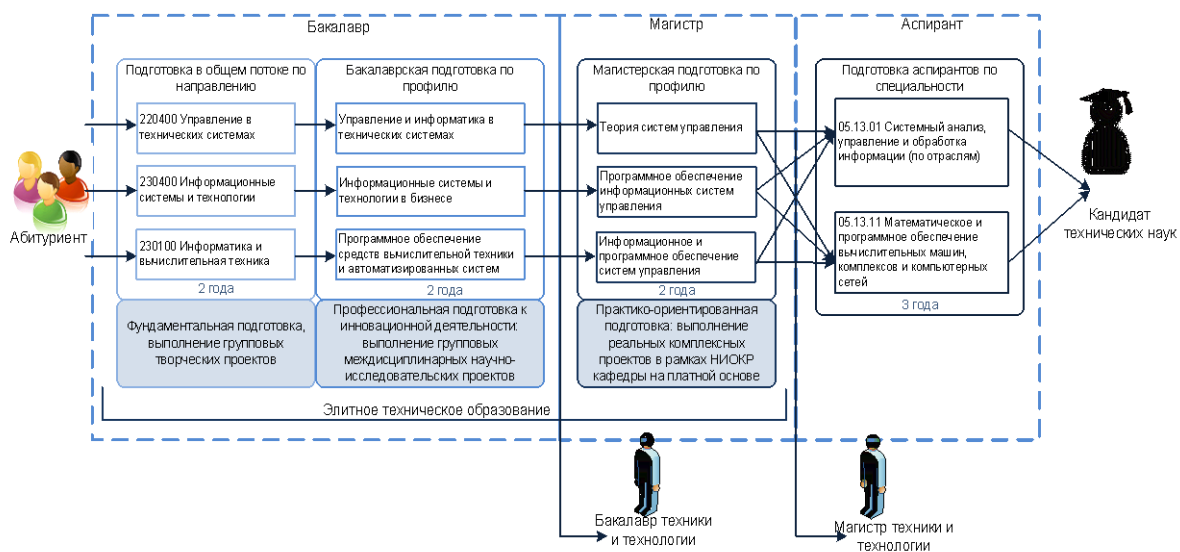 Бакалавр
Магистр
Аспирант
Подготовка в общем потоке по
направлению
Бакалаврская подготовка по
профилю
Магистерская подготовка по
профилю
Подготовка аспирантов по
специальности
220400 Управление в
технических системах
Управление и информатика в
технических системах
Теория систем управления
05.13.01 Системный анализ,
управление и обработка
информации (по отраслям)
230400 Информационные
системы и технологии
Информационные системы и
технологии в бизнесе
Программное обеспечение
информационных систем
управления
230100 Информатика и
вычислительная техника
Программное обеспечение
средств вычислительной техники
и автоматизированных систем
Информационное и
программное обеспечение
систем управления
05.13.11 Математическое и
программное обеспечение
вычислительных машин,
комплексов и компьютерных
сетей
Абитуриент
Кандидат
технических наук
2 года
2 года
2 года
3 года
Фундаментальная подготовка,
выполнение групповых
творческих проектов
Профессиональная подготовка к
инновационной деятельности:
выполнение групповых
междисциплинарных научно-
исследовательских проектов
Практико-ориентированная
подготовка: выполнение
реальных комплексных
проектов в рамках НИОКР
кафедры на платной основе
Элитное техническое образование
Бакалавр техники
и технологии
Магистр техники и
технологии